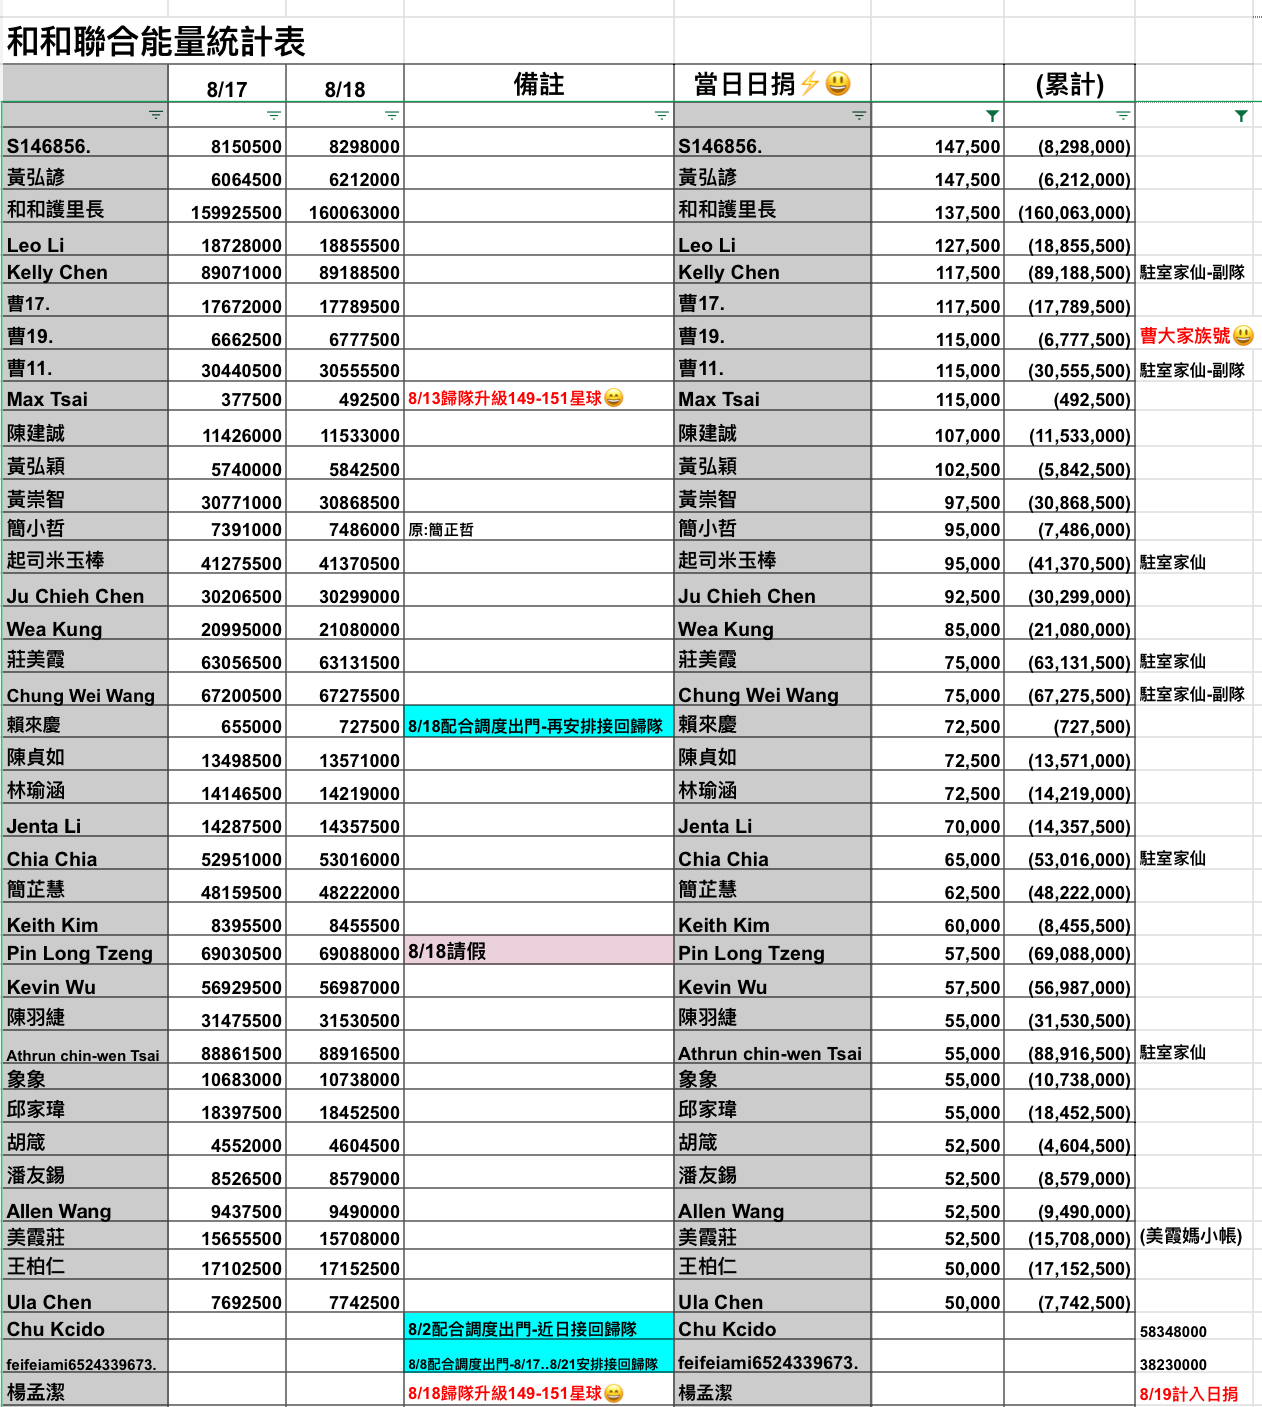 和和聯合能量統計表
8/17 8/18 備註 當日日捐⚡😃 (累計)
S146856. 8150500 8298000 S146856. 147,500 (8,298,000)
黃弘諺 6064500 6212000 黃弘諺 147,500 (6,212,000)
和和護里長 159925500 160063000 和和護里長 137,500 (160,063,000)
Leo Li 18728000 18855500 Leo Li 127,500 (18,855,500)
Kelly Chen 89071000 89188500 Kelly Chen 117,500 (89,188,500) 駐室家仙-副隊
曹17. 17672000 17789500 曹17. 117,500 (17,789,500)
曹19. 6662500 6777500 曹19. 115,000 (6,777,500) 曹大家族號😃
曹11. 30440500 30555500 曹11. 115,000 (30,555,500) 駐室家仙-副隊
Max Tsai 377500 492500 8/13歸隊升級149-151星球😄 Max Tsai 115,000 (492,500)
陳建誠 11426000 11533000 陳建誠 107,000 (11,533,000)
黃弘穎 5740000 5842500 黃弘穎 102,500 (5,842,500)
黃崇智 30771000 30868500 黃崇智 97,500 (30,868,500)
簡小哲 7391000 7486000 原:簡正哲 簡小哲 95,000 (7,486,000)
起司米玉棒 41275500 41370500 起司米玉棒 95,000 (41,370,500) 駐室家仙
Ju Chieh Chen 30206500 30299000 Ju Chieh Chen 92,500 (30,299,000)
Wea Kung 20995000 21080000 Wea Kung 85,000 (21,080,000)
莊美霞 63056500 63131500 莊美霞 75,000 (63,131,500) 駐室家仙
Chung Wei Wang 67200500 67275500 Chung Wei Wang 75,000 (67,275,500) 駐室家仙-副隊
賴來慶 655000 727500 8/18配合調度出門-再安排接回歸隊 賴來慶 72,500 (727,500)
陳貞如 13498500 13571000 陳貞如 72,500 (13,571,000)
林瑜涵 14146500 14219000 林瑜涵 72,500 (14,219,000)
Jenta Li 14287500 14357500 Jenta Li 70,000 (14,357,500)
Chia Chia 52951000 53016000 Chia Chia 65,000 (53,016,000) 駐室家仙
簡芷慧 48159500 48222000 簡芷慧 62,500 (48,222,000)
Keith Kim 8395500 8455500 Keith Kim 60,000 (8,455,500)
Pin Long Tzeng 69030500 69088000 8/18請假 Pin Long Tzeng 57,500 (69,088,000)
Kevin Wu 56929500 56987000 Kevin Wu 57,500 (56,987,000)
陳羽緁 31475500 31530500 陳羽緁 55,000 (31,530,500)
Athrun chin-wen Tsai 88861500 88916500 Athrun chin-wen Tsai 55,000 (88,916,500) 駐室家仙
象象 10683000 10738000 象象 55,000 (10,738,000)
邱家瑋 18397500 18452500 邱家瑋 55,000 (18,452,500)
胡箴 4552000 4604500 胡箴 52,500 (4,604,500)
潘友錫 8526500 8579000 潘友錫 52,500 (8,579,000)
Allen Wang 9437500 9490000 Allen Wang 52,500 (9,490,000)
美霞莊 15655500 15708000 美霞莊 52,500 (15,708,000) (美霞媽小帳)
王柏仁 17102500 17152500 王柏仁 50,000 (17,152,500)
Ula Chen 7692500 7742500 Ula Chen 50,000 (7,742,500)
Chu Kcido 8/2配合調度出門-近日接回歸隊 Chu Kcido 58348000
feifeiami6524339673. 8/8配合調度出門-8/17..8/21安排接回歸隊 feifeiami6524339673. 38230000
楊孟潔 8/18歸隊升級149-151星球😄 楊孟潔 8/19計入日捐